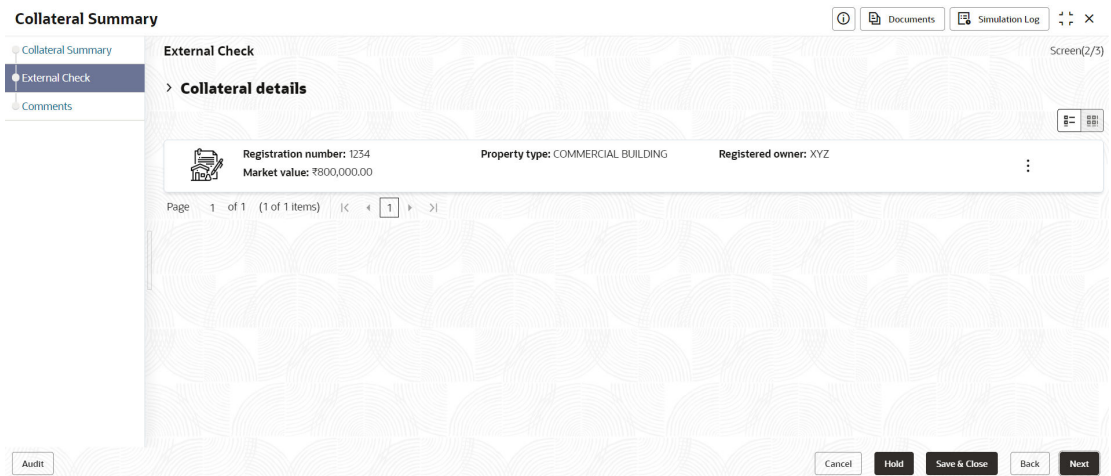 Collateral Summary
Documents
Simulation Log
Collateral Summary
External Check
Comments
External Check
Screen(2/3)
Collateral details
Registration number: 1234 Property type: COMMERCIAL BUILDING Registered owner: XYZ
Market value: ₹800,000.00
Page 1 of 1 (1 of 1 items) 1
Audit Cancel Hold Save & Close Back Next